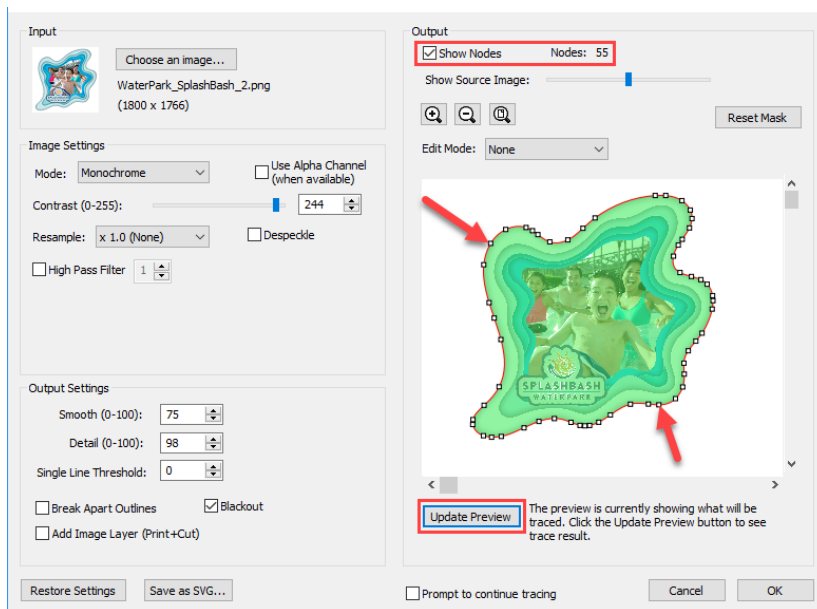 Input
Choose an image...
WaterPark_SplashBash_2.png
(1800 x 1766)
Image Settings
Mode: Monochrome
Use Alpha Channel
(when available)
Contrast (0-255): 244
Resample: x 1.0 (None)
Despeckle
High Pass Filter 1
Output Settings
Smooth (0-100): 75
Detail (0-100): 98
Single Line Threshold: 0
Break Apart Outlines
Blackout
Add Image Layer (Print+Cut)
Restore Settings
Save as SVG...
Output
Show Nodes
Nodes: 55
Show Source Image:
Reset Mask
Edit Mode: None
SPLASHBASH
WATERPARK
Update Preview
The preview is currently showing what will be
traced. Click the Update Preview button to see
trace result.
Prompt to continue tracing
Cancel
OK